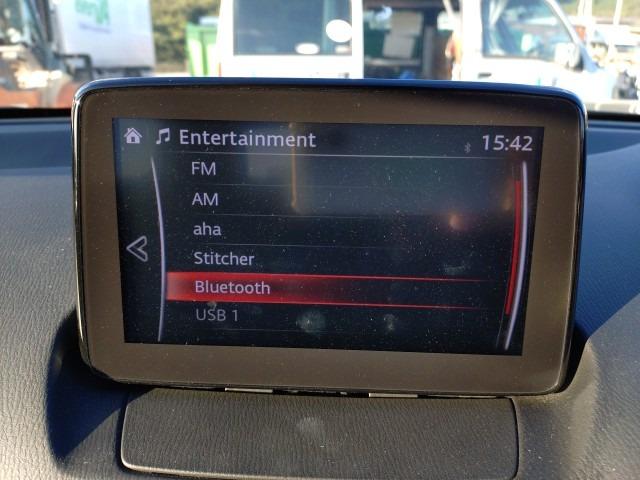 Entertainment 15:42
FM
AM
aha
Stitcher
Bluetooth
USB 1